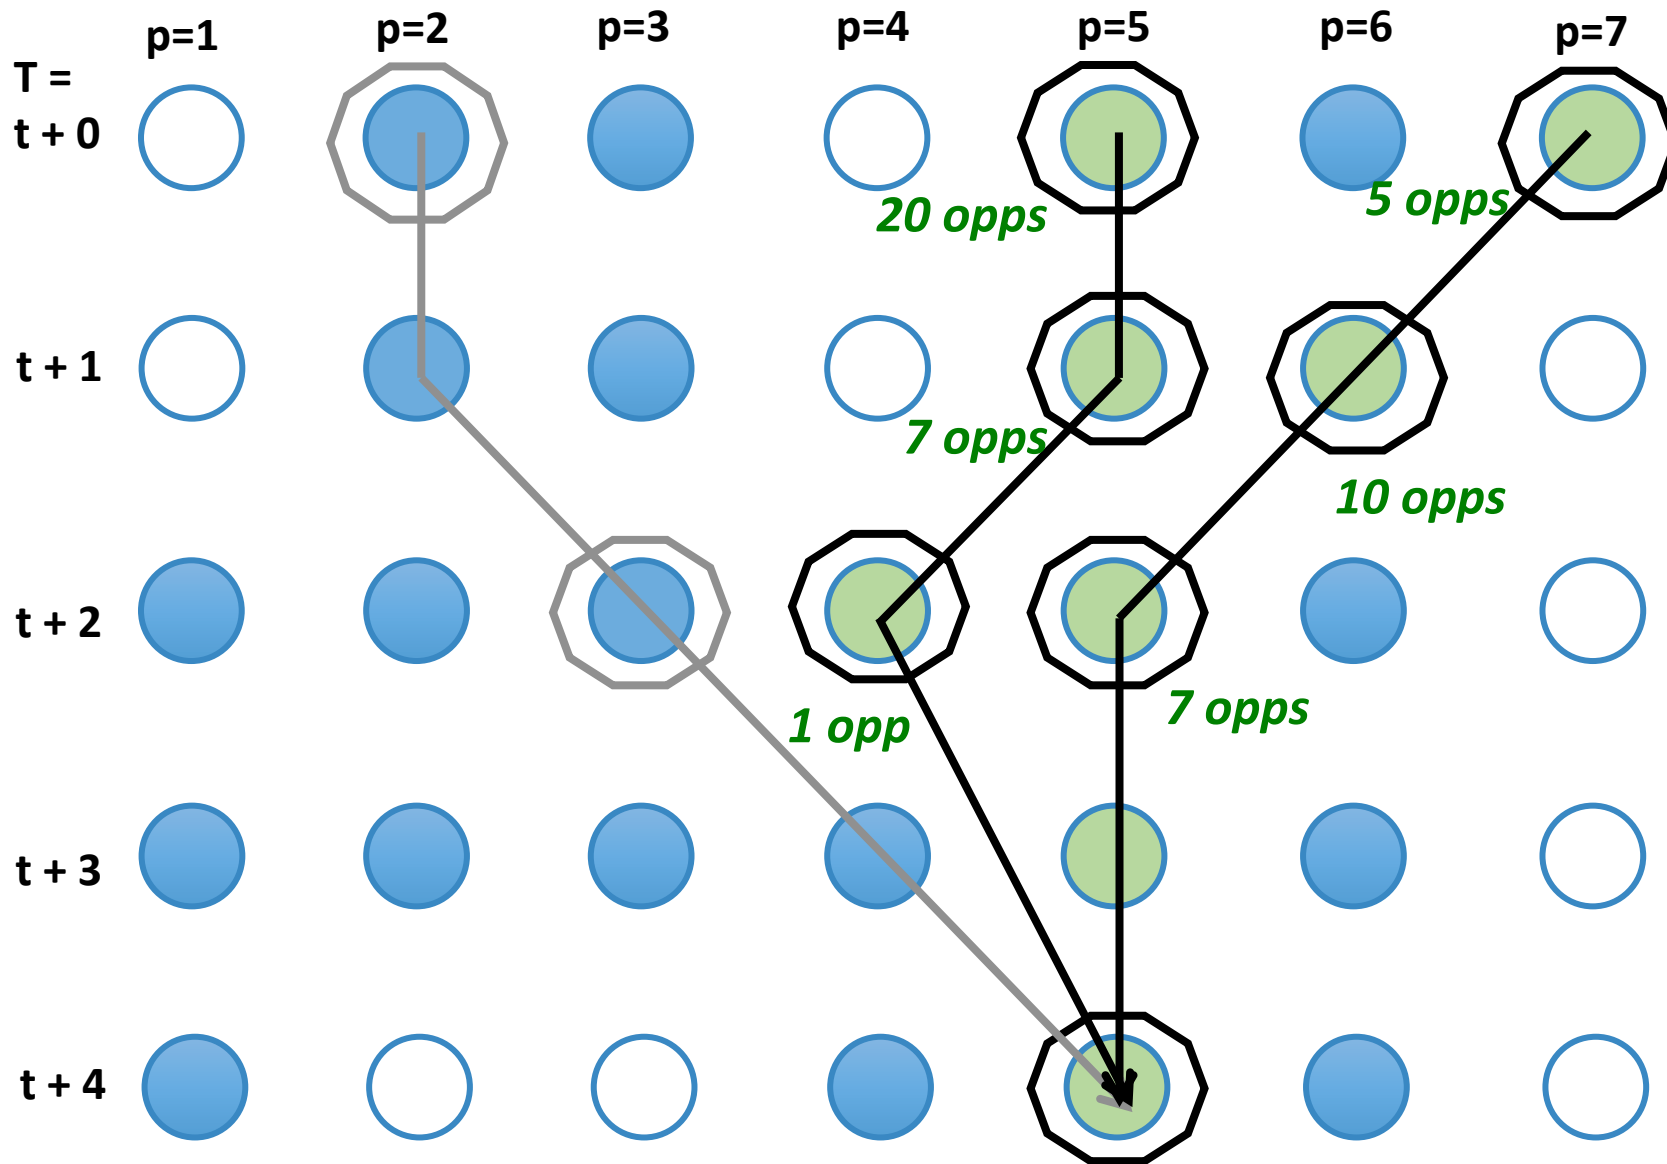 p=1 p=2 p=3 p=4 p=5 p=6 p=7
T =
t + 0
20 opps
5 opps
t + 1
7 opps
10 opps
t + 2
1 opp
7 opps
t + 3
t + 4